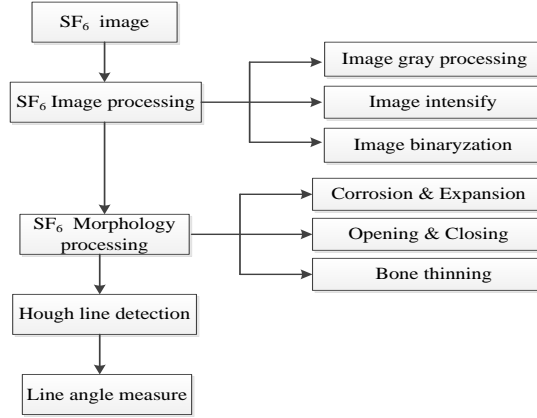 SF₆ image
SF₆ Image processing
Image gray processing
Image intensify
Image binaryzation
SF₆ Morphology
processing
Corrosion & Expansion
Opening & Closing
Bone thinning
Hough line detection
Line angle measure